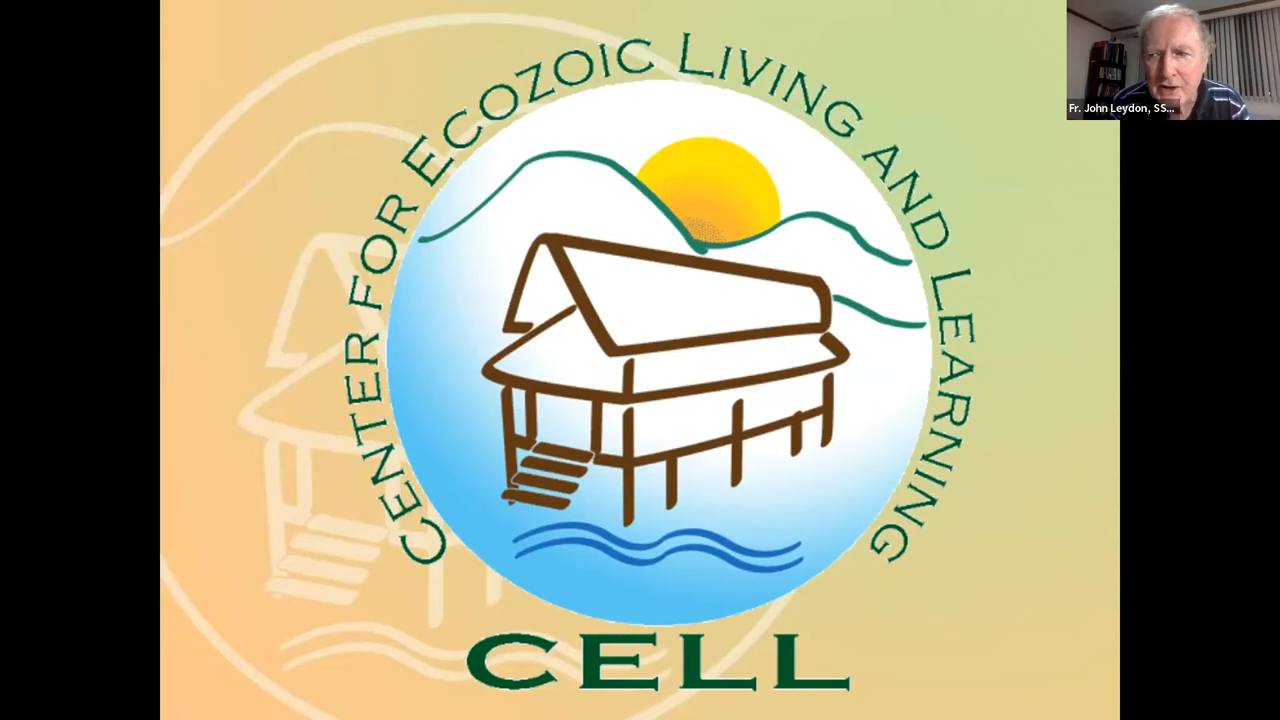 Center for Ecozoic Living and Learning
CELL
Fr. John Leydon, SS...